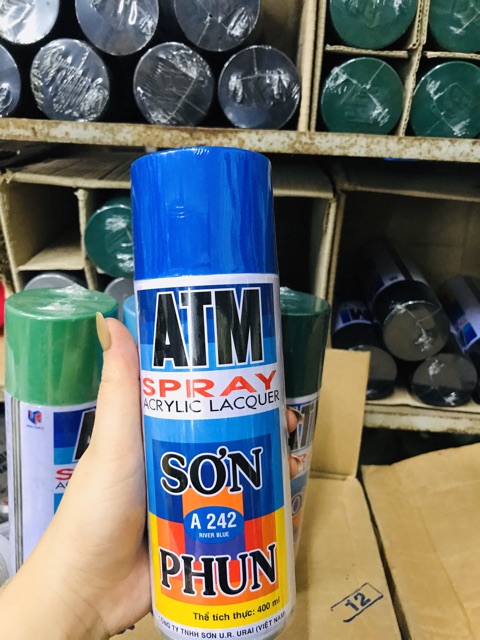 ATM
SPRAY
ACRYLIC LACQUER
SƠN
A 242
RIVER BLUE
PHUN
Thể tích thực: 400 ml
CÔNG TY TNHH SƠN U.R. URAI (VIỆT NAM)
12